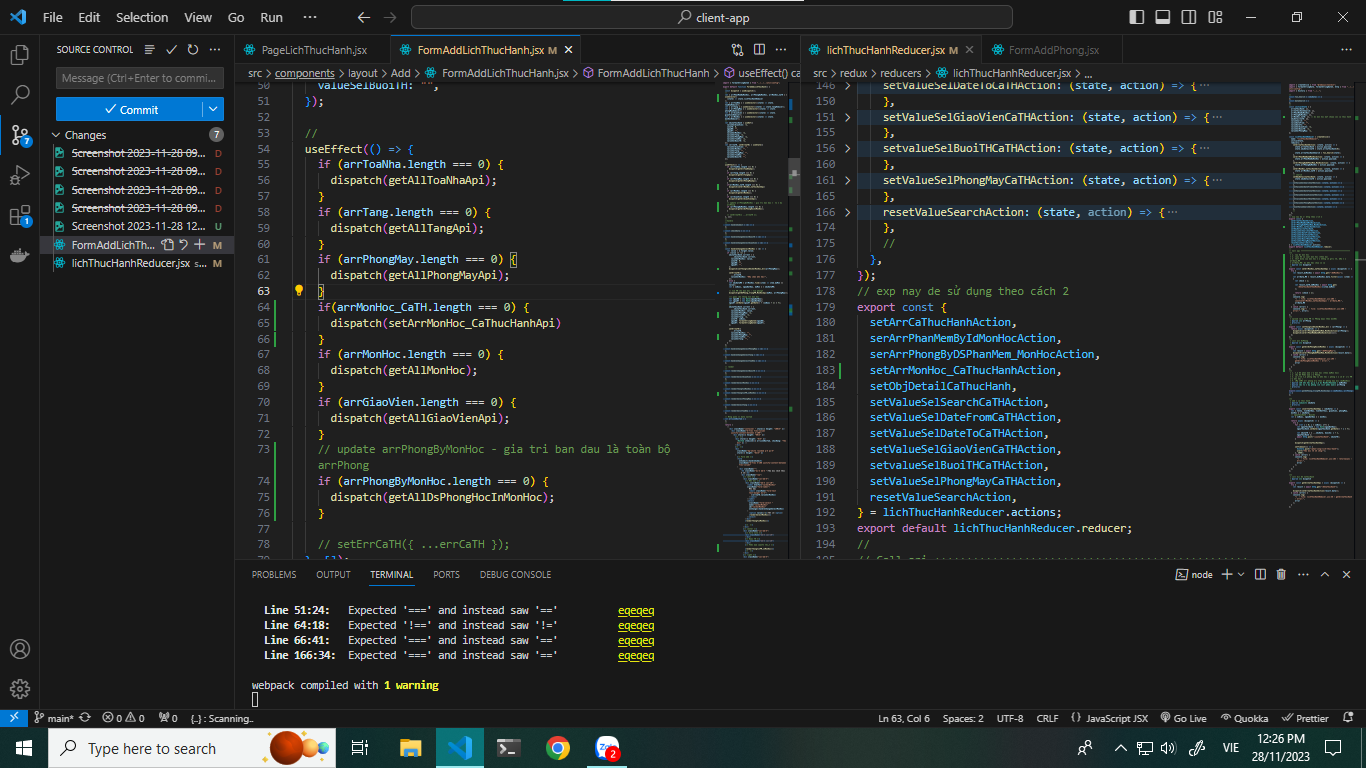 File Edit Selection View Go Run ··· client-app
SOURCE CONTROL
Message (Ctrl+Enter to commi...
Commit
Changes 7
Screenshot 2023-11-28 09... D
Screenshot 2023-11-28 09... D
Screenshot 2023-11-28 09... D
Screenshot 2023-11-28 09... D
Screenshot 2023-11-28 12... U
FormAddLichTh... M
lichThucHanhReducer.jsx s... M
7
1
PageLichThucHanh.jsx FormAddLichThucHanh.jsx M
src > components > layout > Add > FormAddLichThucHanh.jsx > FormAddLichThucHanh > useEffect() ca
50 valueSelBuoiTH: "",
51 });
52
53 //
54 useEffect(() => {
55 if (arrToaNha.length === 0) {
56 dispatch(getAllToaNhaApi);
57 }
58 if (arrTang.length === 0) {
59 dispatch(getAllTangApi);
60 }
61 if (arrPhongMay.length === 0) {
62 dispatch(getAllPhongMayApi);
63 }
64 if(arrMonHoc_CaTH.length === 0) {
65 dispatch(setArrMonHoc_CaThucHanhApi)
66 }
67 if (arrMonHoc.length === 0) {
68 dispatch(getAllMonHoc);
69 }
70 if (arrGiaoVien.length === 0) {
71 dispatch(getAllGiaoVienApi);
72 }
73 // update arrPhongByMonHoc - gia tri ban dau là toàn bộ
arrPhong
74 if (arrPhongByMonHoc.length === 0) {
75 dispatch(getAllDsPhongHocInMonHoc);
76 }
77
78 // setErrCaTH({ ...errCaTH });
79 }, []);
lichThucHanhReducer.jsx M FormAddPhong.jsx
src > redux > reducers > lichThucHanhReducer.jsx > ...
146 setValueSelDateToCaTHAction: (state, action) => {···
150 },
151 setValueSelGiaoVienCaTHAction: (state, action) => {···
155 },
156 setvalueSelBuoiTHCaTHAction: (state, action) => {···
160 },
161 setValueSelPhongMayCaTHAction: (state, action) => {···
165 },
166 resetValueSearchAction: (state, action) => {···
174 },
175 //
176 },
177 });
178 // exp nay de sử dụng theo cách 2
179 export const {
180 setArrCaThucHanhAction,
181 serArrPhanMemByIdMonHocAction,
182 serArrPhongByDSPhanMem_MonHocAction,
183 setArrMonHoc_CaThucHanhAction,
184 setObjDetailCaThucHanh,
185 setValueSelSearchCaTHAction,
186 setValueSelDateFromCaTHAction,
187 setValueSelDateToCaTHAction,
188 setValueSelGiaoVienCaTHAction,
189 setvalueSelBuoiTHCaTHAction,
190 setValueSelPhongMayCaTHAction,
191 resetValueSearchAction,
192 } = lichThucHanhReducer.actions;
193 export default lichThucHanhReducer.reducer;
194 //
PROBLEMS OUTPUT TERMINAL PORTS DEBUG CONSOLE node
Line 51:24: Expected '===' and instead saw '==' eqeqeq
Line 64:18: Expected '!==' and instead saw '!=' eqeqeq
Line 66:41: Expected '===' and instead saw '==' eqeqeq
Line 166:34: Expected '===' and instead saw '==' eqeqeq
webpack compiled with 1 warning
main* 0 0 0 {..} : Scanning.. Ln 63, Col 6 Spaces: 2 UTF-8 CRLF JavaScript JSX Go Live Quokka Prettier
Type here to search Zalo 2 VIE 12:26 PM
28/11/2023